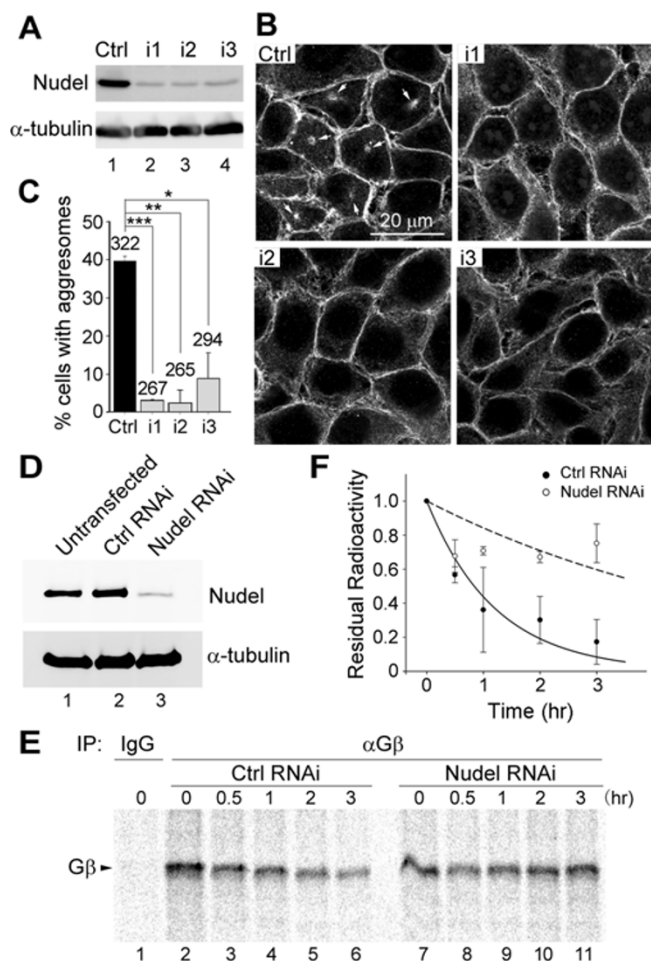 A
Ctrl i1 i2 i3
Nudel
α-tubulin
1 2 3 4
B
Ctrl
i1
20 μm
i2
i3
C
% cells with aggresomes
50
40
30
20
10
0
322
267
265
294
***
**
*
Ctrl i1 i2 i3
D
Untransfected
Ctrl RNAi
Nudel RNAi
Nudel
α-tubulin
1 2 3
F
Ctrl RNAi
Nudel RNAi
Residual Radioactivity
1.0
0.8
0.6
0.4
0.2
0 1 2 3
Time (hr)
E
IP: IgG αGβ
Ctrl RNAi Nudel RNAi
0 0 0.5 1 2 3 0 0.5 1 2 3 (hr)
Gβ
1 2 3 4 5 6 7 8 9 10 11